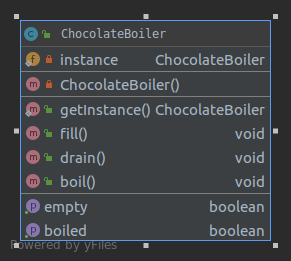 ChocolateBoiler
instance ChocolateBoiler
ChocolateBoiler()
getInstance() ChocolateBoiler
fill() void
drain() void
boil() void
empty boolean
boiled boolean
Powered by yFiles